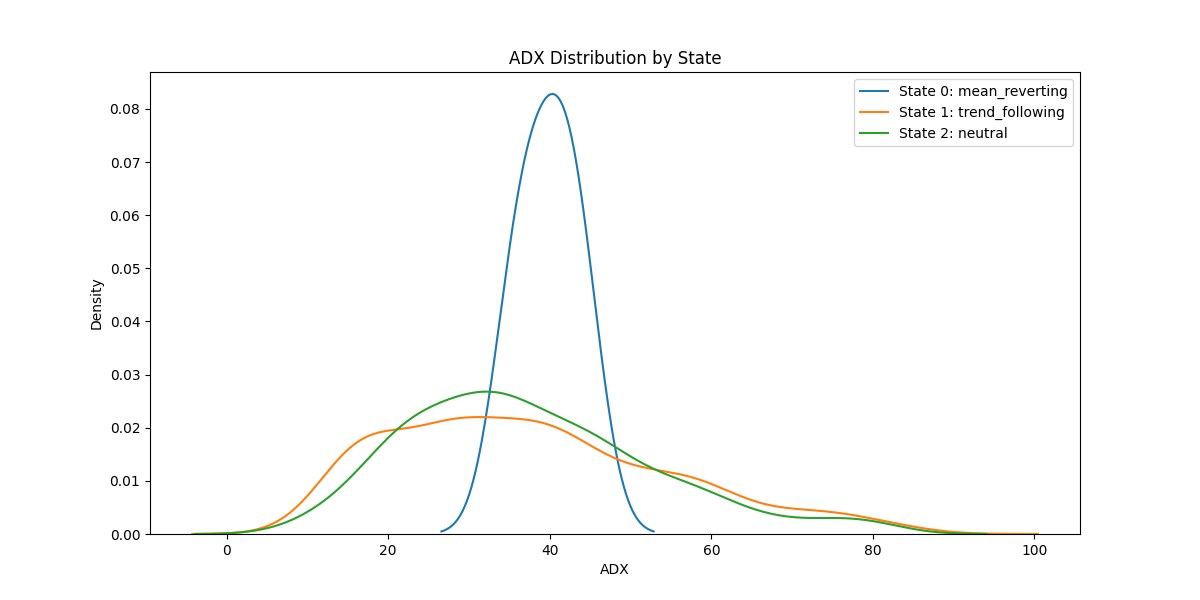 ADX Distribution by State
State 0: mean_reverting
State 1: trend_following
State 2: neutral
Density
0.08
0.07
0.06
0.05
0.04
0.03
0.02
0.01
0.00
0 20 40 60 80 100
ADX